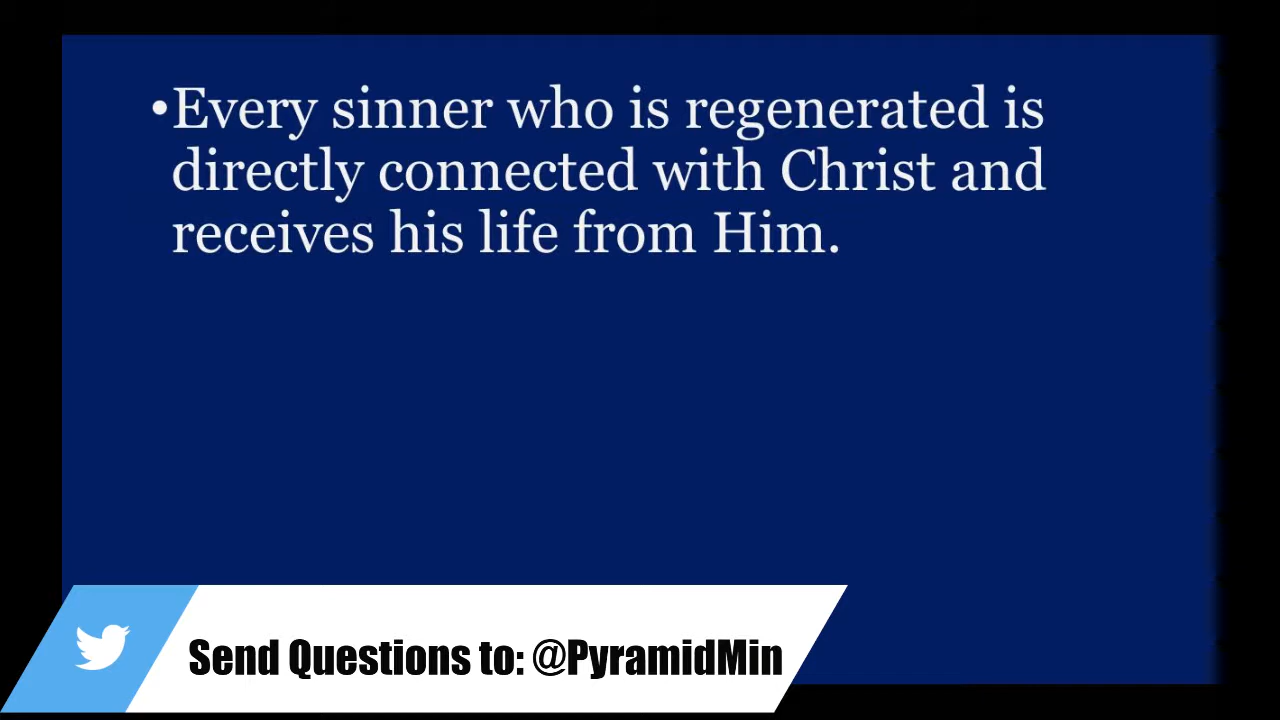 •Every sinner who is regenerated is
directly connected with Christ and
receives his life from Him.
Send Questions to: @PyramidMin